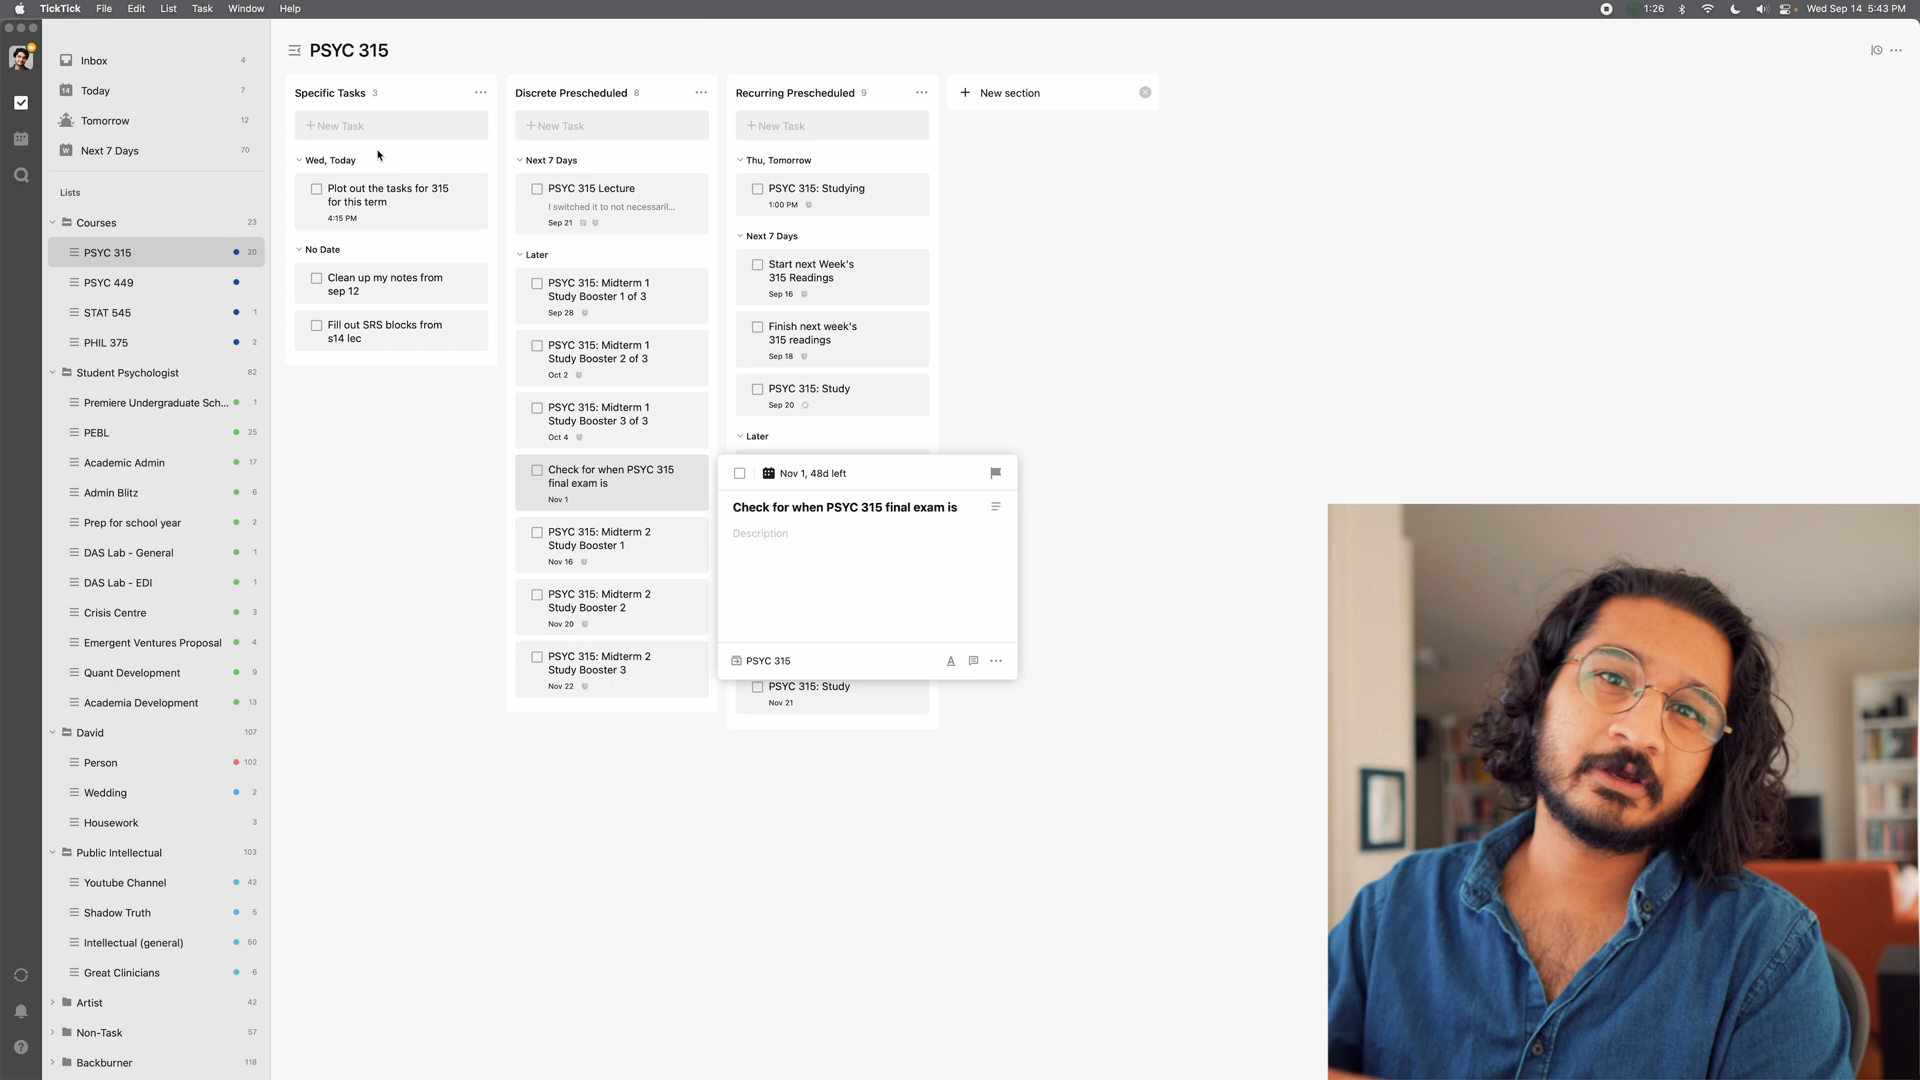 TickTick File Edit List Task Window Help
1:26 Wed Sep 14 5:43 PM
Inbox 4
14 Today 7
Tomorrow 12
W Next 7 Days 70
Lists
Courses 23
PSYC 315 20
PSYC 449
STAT 545 1
PHIL 375 2
Student Psychologist 82
Premiere Undergraduate Sch... 1
PEBL 25
Academic Admin 17
Admin Blitz 6
Prep for school year 2
DAS Lab - General 1
DAS Lab - EDI 1
Crisis Centre 3
Emergent Ventures Proposal 4
Quant Development 9
Academia Development 13
David 107
Person 102
Wedding 2
Housework 3
Public Intellectual 103
Youtube Channel 42
Shadow Truth 5
Intellectual (general) 50
Great Clinicians 6
Artist 42
Non-Task 57
Backburner 118
PSYC 315
Specific Tasks 3
+ New Task
Wed, Today
Plot out the tasks for 315
for this term
4:15 PM
No Date
Clean up my notes from
sep 12
Fill out SRS blocks from
s14 lec
Discrete Prescheduled 8
+ New Task
Next 7 Days
PSYC 315 Lecture
I switched it to not necessaril...
Sep 21
Later
PSYC 315: Midterm 1
Study Booster 1 of 3
Sep 28
PSYC 315: Midterm 1
Study Booster 2 of 3
Oct 2
PSYC 315: Midterm 1
Study Booster 3 of 3
Oct 4
Check for when PSYC 315
final exam is
Nov 1
PSYC 315: Midterm 2
Study Booster 1
Nov 16
PSYC 315: Midterm 2
Study Booster 2
Nov 20
PSYC 315: Midterm 2
Study Booster 3
Nov 22
Recurring Prescheduled 9
+ New Task
Thu, Tomorrow
PSYC 315: Studying
1:00 PM
Next 7 Days
Start next Week's
315 Readings
Sep 16
Finish next week's
315 readings
Sep 18
PSYC 315: Study
Sep 20
Later
PSYC 315: Study
Nov 21
+ New section
Nov 1, 48d left
Check for when PSYC 315 final exam is
Description
PSYC 315
A